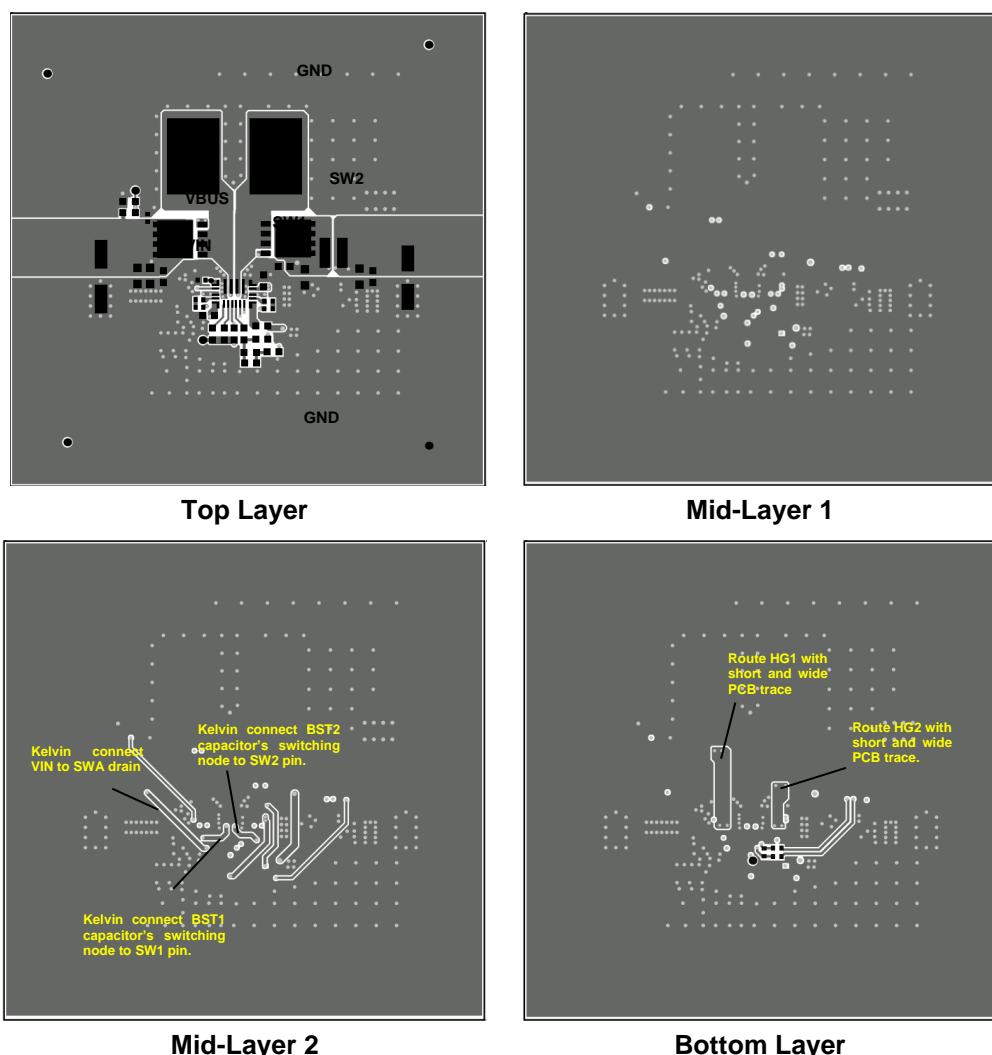 GND
SW2
VBUS
SW1
VIN
GND
Top Layer
Mid-Layer 1
Kelvin connect VIN to SWA drain
Kelvin connect BST2
capacitor's switching
node to SW2 pin.
Kelvin connect BST1
capacitor's switching
node to SW1 pin.
Mid-Layer 2
Route HG1 with
short and wide
PCB trace
Route HG2 with
short and wide
PCB trace.
Bottom Layer